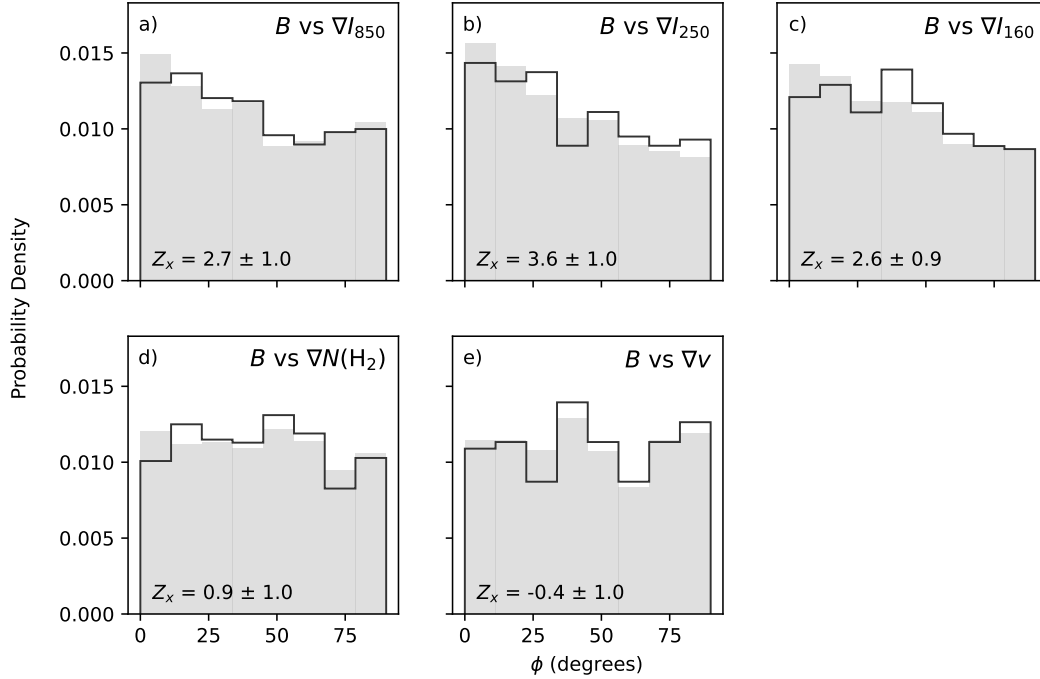 a) B vs ∇I850
b) B vs ∇I250
c) B vs ∇I160
0.015
0.010
0.005
0.000
Zx = 2.7 ± 1.0
Zx = 3.6 ± 1.0
Zx = 2.6 ± 0.9
Probability Density
d) B vs ∇N(H2)
e) B vs ∇v
0.015
0.010
0.005
0.000
Zx = 0.9 ± 1.0
Zx = -0.4 ± 1.0
0 25 50 75
0 25 50 75
ϕ (degrees)